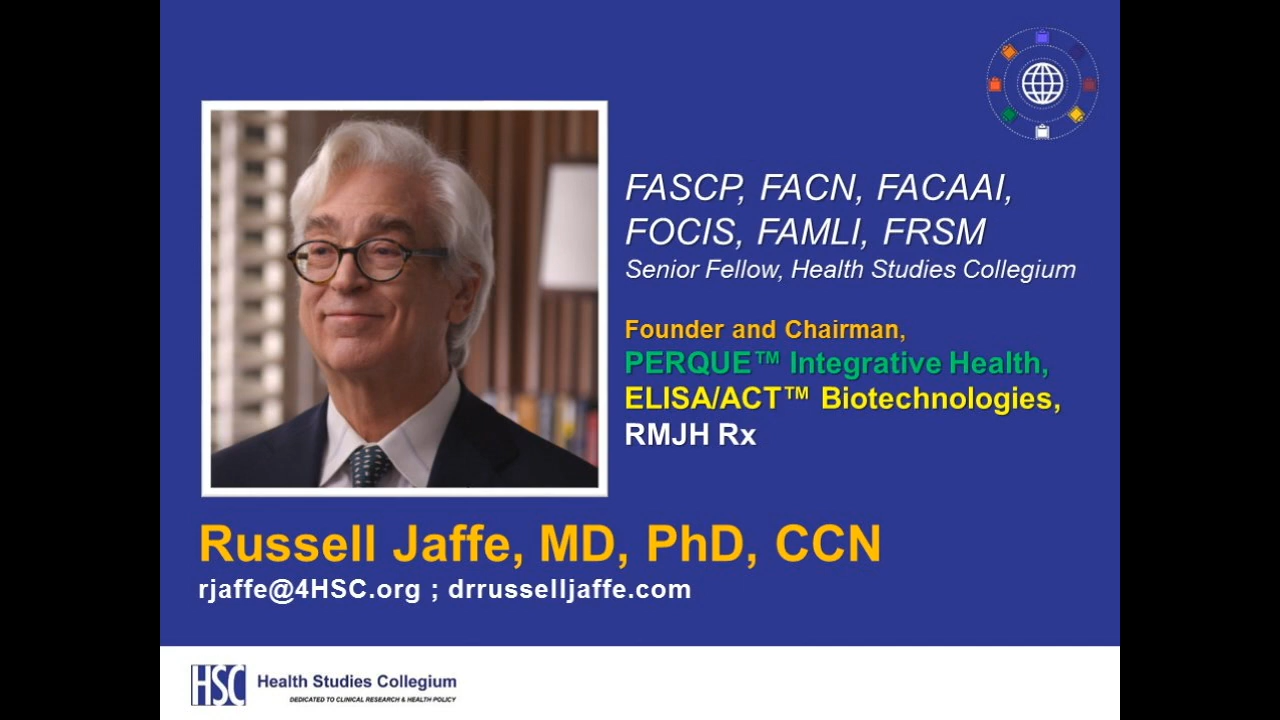 FASCP, FACN, FACAAI,
FOCIS, FAMLI, FRSM
Senior Fellow, Health Studies Collegium
Founder and Chairman,
PERQUE™ Integrative Health,
ELISA/ACT™ Biotechnologies,
RMJH Rx
Russell Jaffe, MD, PhD, CCN
rjaffe@4HSC.org ; drrusselljaffe.com
HSC Health Studies Collegium
DEDICATED TO CLINICAL RESEARCH & HEALTH POLICY